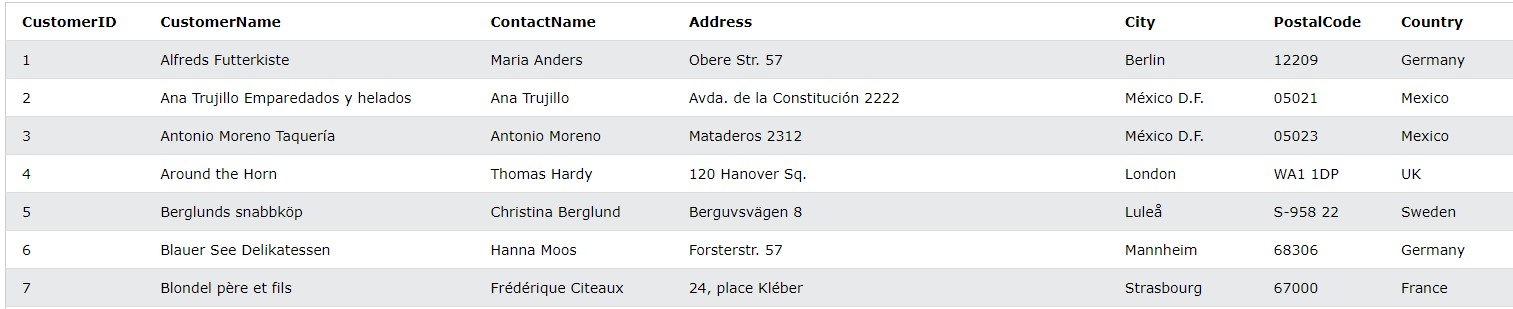 CustomerID CustomerName ContactName Address City PostalCode Country
1 Alfreds Futterkiste Maria Anders Obere Str. 57 Berlin 12209 Germany
2 Ana Trujillo Emparedados y helados Ana Trujillo Avda. de la Constitución 2222 México D.F. 05021 Mexico
3 Antonio Moreno Taquería Antonio Moreno Mataderos 2312 México D.F. 05023 Mexico
4 Around the Horn Thomas Hardy 120 Hanover Sq. London WA1 1DP UK
5 Berglunds snabbköp Christina Berglund Berguvsvägen 8 Luleå S-958 22 Sweden
6 Blauer See Delikatessen Hanna Moos Forsterstr. 57 Mannheim 68306 Germany
7 Blondel père et fils Frédérique Citeaux 24, place Kléber Strasbourg 67000 France